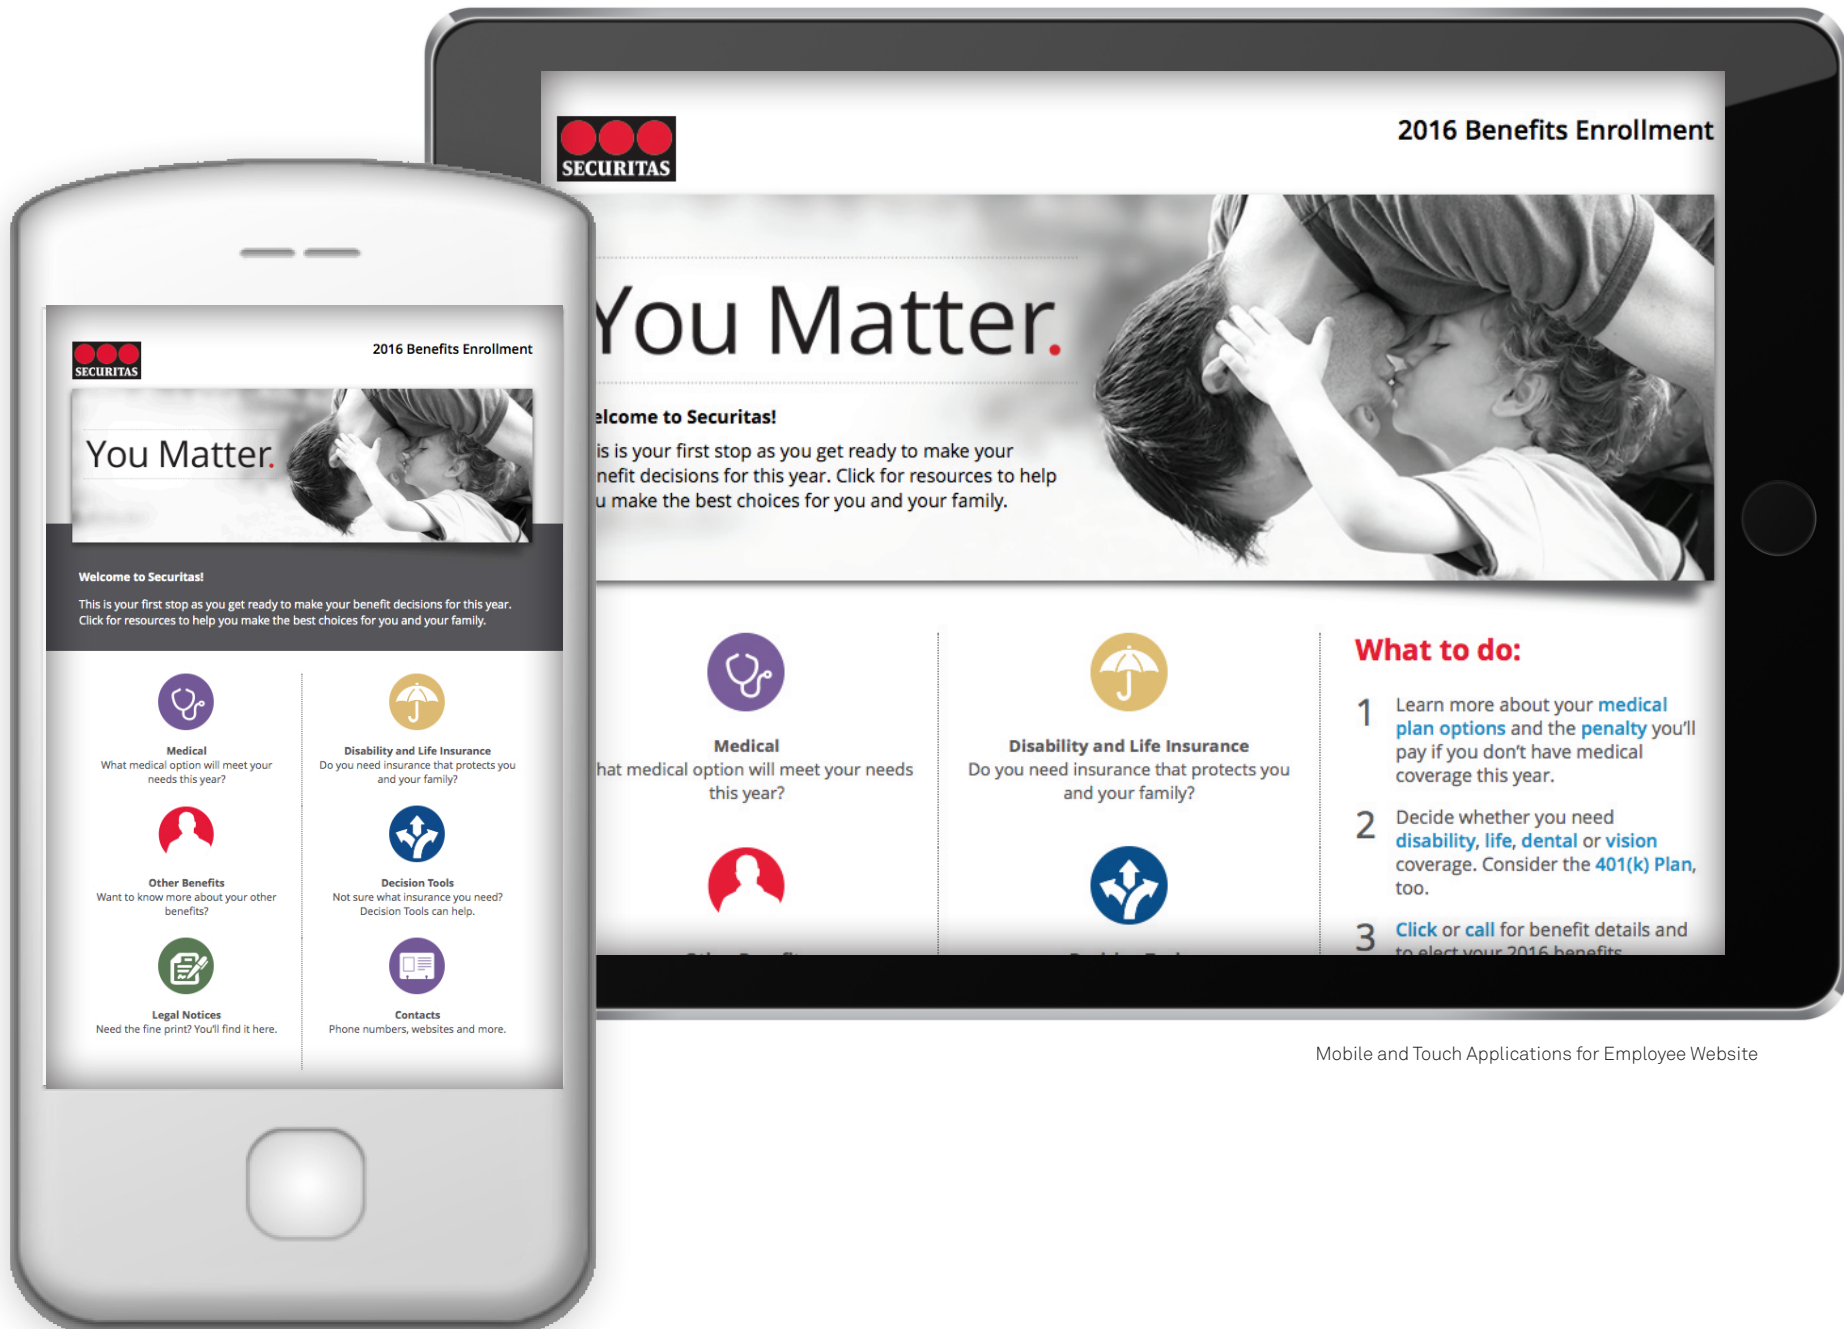 SECURITAS
2016 Benefits Enrollment
You Matter.
Welcome to Securitas!
This is your first stop as you get ready to make your benefit decisions for this year.
Click for resources to help you make the best choices for you and your family.
Medical
What medical option will meet your
needs this year?
Disability and Life Insurance
Do you need insurance that protects you
and your family?
Other Benefits
Want to know more about your other
benefits?
Decision Tools
Not sure what insurance you need?
Decision Tools can help.
Legal Notices
Need the fine print? You'll find it here.
Contacts
Phone numbers, websites and more.
SECURITAS
2016 Benefits Enrollment
You Matter.
elcome to Securitas!
is is your first stop as you get ready to make your
nefit decisions for this year. Click for resources to help
u make the best choices for you and your family.
Medical
hat medical option will meet your needs
this year?
Disability and Life Insurance
Do you need insurance that protects you
and your family?
What to do:
1 Learn more about your medical
plan options and the penalty you'll
pay if you don't have medical
coverage this year.
2 Decide whether you need
disability, life, dental or vision
coverage. Consider the 401(k) Plan,
too.
3 Click or call for benefit details and
to elect your 2016 benefits
Mobile and Touch Applications for Employee Website